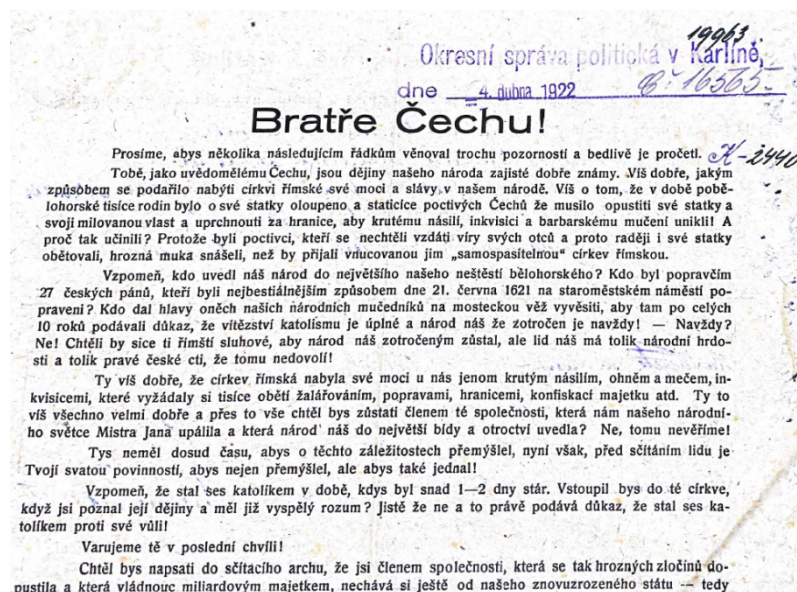 19963.
Okresní správa politická v Karlíně,
dne 4. dubna 1922 Č: 16565.
Bratře Čechu!
Prosíme, abys několika následujícím řádkům věnoval trochu pozornosti a bedlivě je pročetl. K-2440
Tobě, jako uvědomělému Čechu, jsou dějiny našeho národa zajisté dobře známy. Víš dobře, jakým
způsobem se podařilo nabýti církvi římské své moci a slávy v našem národě. Víš o tom, že v době pobě-
lohorské tisíce rodin bylo o své statky oloupeno a statisíce poctivých Čechů že musilo opustiti své statky a
svoji milovanou vlast a uprchnouti za hranice, aby krutému násilí, inkvisici a barbarskému mučení unikli! A
proč tak učinili? Protože byli poctivci, kteří se nechtěli vzdáti víry svých otců a proto raději i své statky
obětovali, hrozná muka snášeli, než by přijali vnucovanou jim „samospasitelnou" církev římskou.
Vzpomeň, kdo uvedl náš národ do největšího našeho neštěstí bělohorského? Kdo byl popravčím
27 českých pánů, kteří byli nejbestiálnějším způsobem dne 21. června 1621 na staroměstském náměstí po-
praveni? Kdo dal hlavy oněch našich národních mučedníků na mosteckou věž vyvěsiti, aby tam po celých
10 roků podávali důkaz, že vítězství katolismu je úplné a národ náš že zotročen je navždy! — Navždy?
Ne! Chtěli by sice ti římští sluhové, aby národ náš zotročeným zůstal, ale lid náš má tolik národní hrdo-
sti a tolik pravé české cti, že tomu nedovolí!
Ty víš dobře, že církev římská nabyla své moci u nás jenom krutým násilím, ohněm a mečem, in-
kvisicemi, které vyžádaly si tisíce obětí žalářováním, popravami, hranicemi, konfiskací majetku atd. Ty to
víš všechno velmi dobře a přes to vše chtěl bys zůstati členem té společnosti, která nám našeho národní-
ho světce Mistra Jana upálila a která národ náš do největší bídy a otroctví uvedla? Ne, tomu nevěříme!
Tys neměl dosud času, abys o těchto záležitostech přemýšlel, nyní však, před sčítáním lidu je
Tvojí svatou povinností, abys nejen přemýšlel, ale abys také jednal!
Vzpomeň, že stal ses katolíkem v době, kdys byl snad 1—2 dny stár. Vstoupil bys do té církve,
když jsi poznal její dějiny a měl již vyspělý rozum? Jistě že ne a to právě podává důkaz, že stal ses ka-
tolíkem proti své vůli!
Varujeme tě v poslední chvíli!
Chtěl bys napsati do sčítacího archu, že jsi členem společnosti, která se tak hrozných zločinů do-
pustila a která vládnouc miliardovým majetkem, nechává si ještě od našeho znovuzrozeného státu — tedy